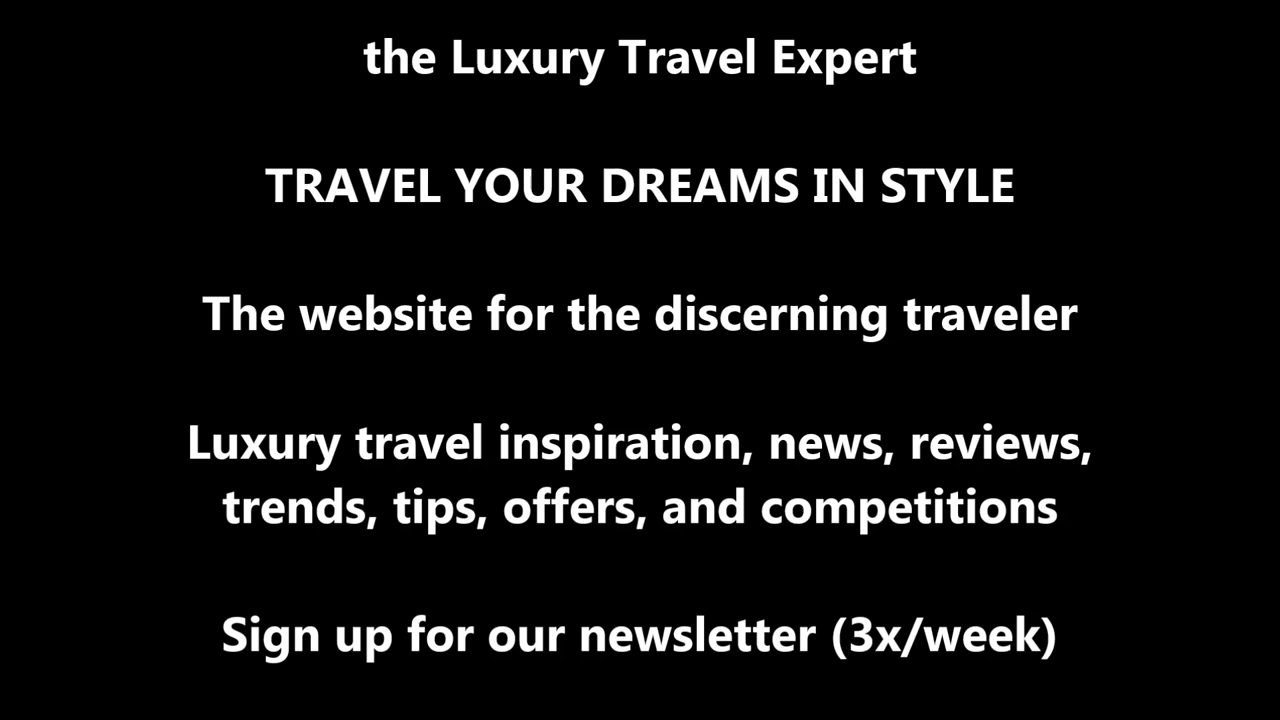 the Luxury Travel Expert
TRAVEL YOUR DREAMS IN STYLE
The website for the discerning traveler
Luxury travel inspiration, news, reviews,
trends, tips, offers, and competitions
Sign up for our newsletter (3x/week)